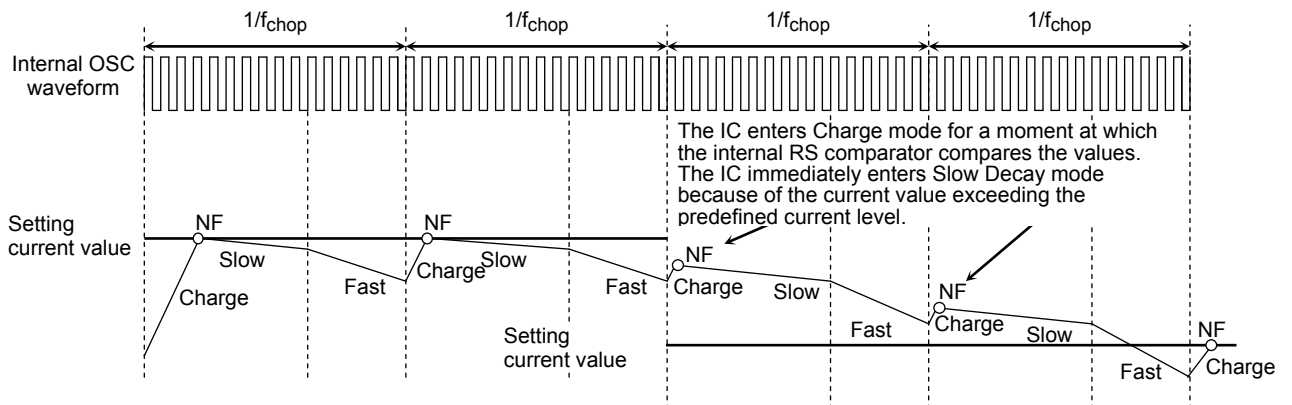 1/fchop 1/fchop 1/fchop 1/fchop
Internal OSC
waveform
The IC enters Charge mode for a moment at which
the internal RS comparator compares the values.
The IC immediately enters Slow Decay mode
because of the current value exceeding the
predefined current level.
Setting
current value
NF
Slow
Charge
Fast
NF
Charge
Slow
Fast
NF
Charge
Slow
Fast
NF
Charge
Slow
Fast
NF
Charge
Setting
current value